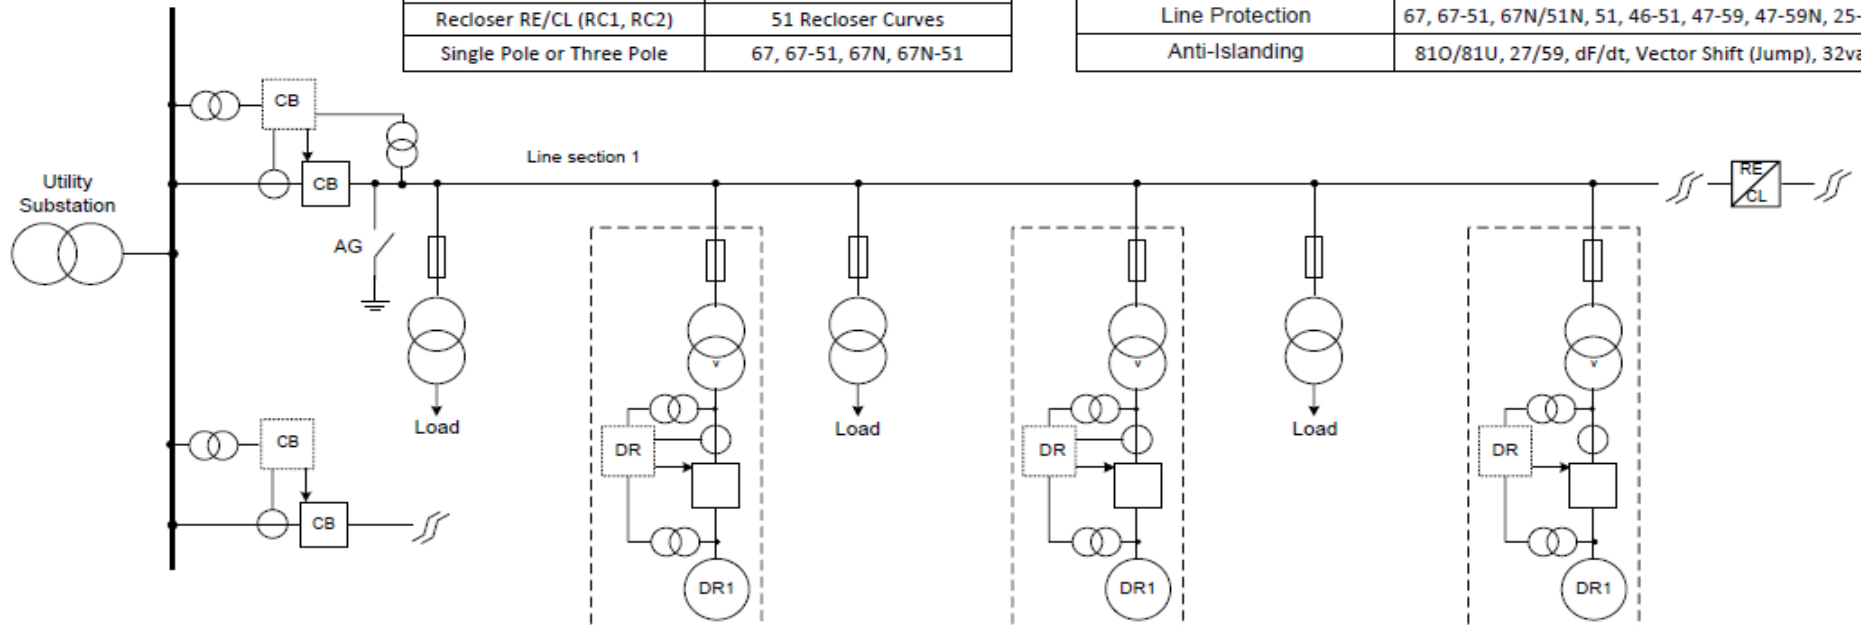 Recloser RE/CL (RC1, RC2) 51 Recloser Curves
Single Pole or Three Pole 67, 67-51, 67N, 67N-51
Line Protection 67, 67-51, 67N/51N, 51, 46-51, 47-59, 47-59N, 25-
Anti-Islanding 81O/81U, 27/59, dF/dt, Vector Shift (Jump), 32va
CB
Line section 1
CB
RE
CL
Utility
Substation
AG
Load
Load
Load
v
v
v
CB
DR
DR
DR
CB
DR1
DR1
DR1